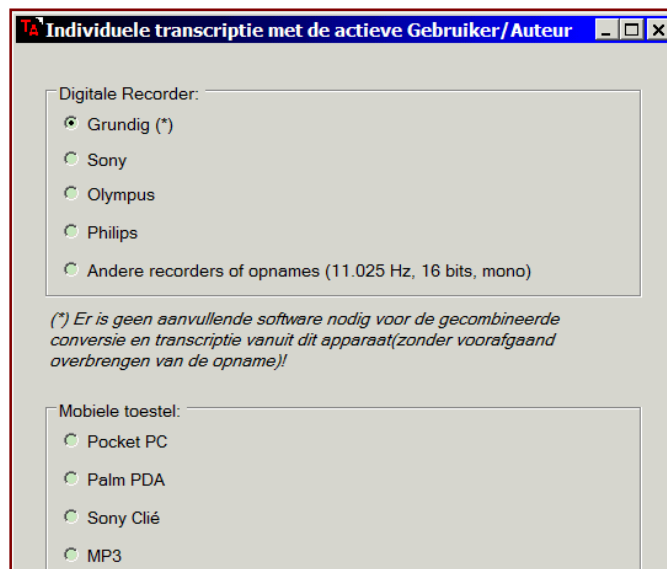 TA Individuele transcriptie met de actieve Gebruiker/Auteur
Digitale Recorder:
Grundig (*)
Sony
Olympus
Philips
Andere recorders of opnames (11.025 Hz, 16 bits, mono)
(*) Er is geen aanvullende software nodig voor de gecombineerde
conversie en transcriptie vanuit dit apparaat(zonder voorafgaand
overbrengen van de opname)!
Mobiele toestel:
Pocket PC
Palm PDA
Sony Clié
MP3